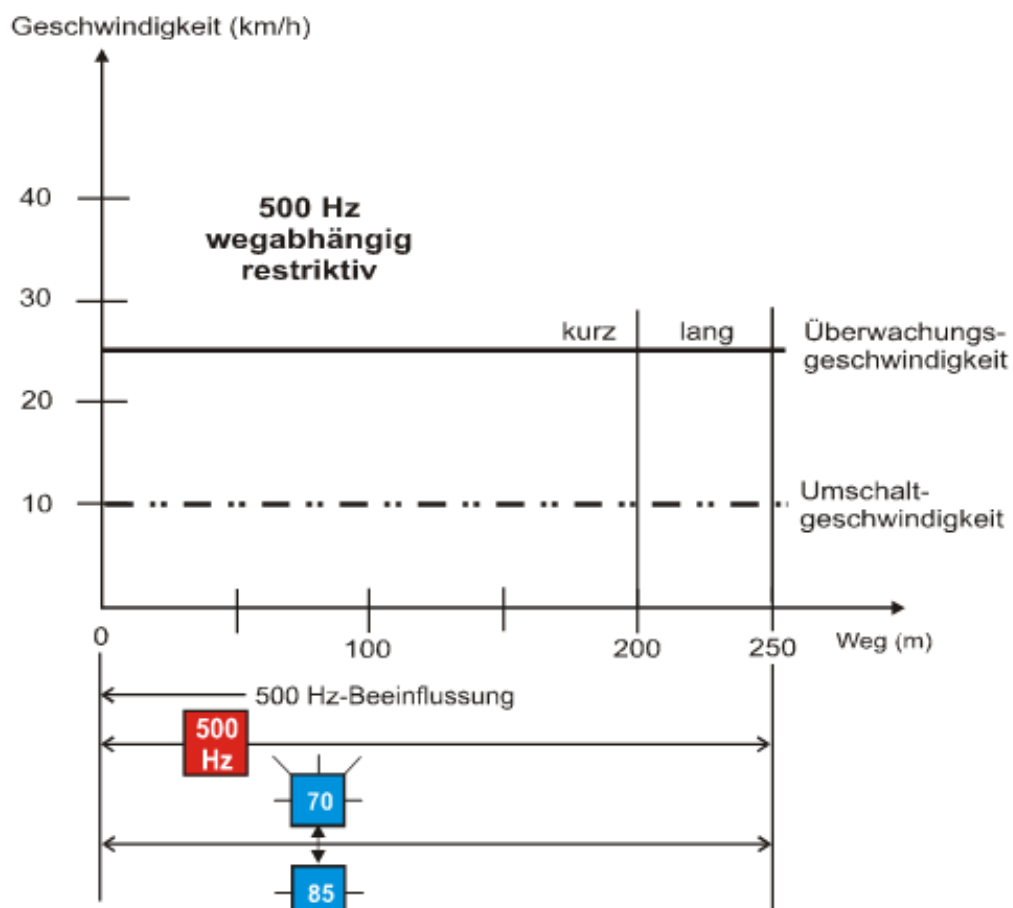 Geschwindigkeit (km/h)
40
500 Hz
wegabhängig
restriktiv
30
kurz
lang
Überwachungs-
geschwindigkeit
20
10
Umschalt-
geschwindigkeit
0
100
200
250
Weg (m)
500 Hz-Beeinflussung
500
Hz
70
85